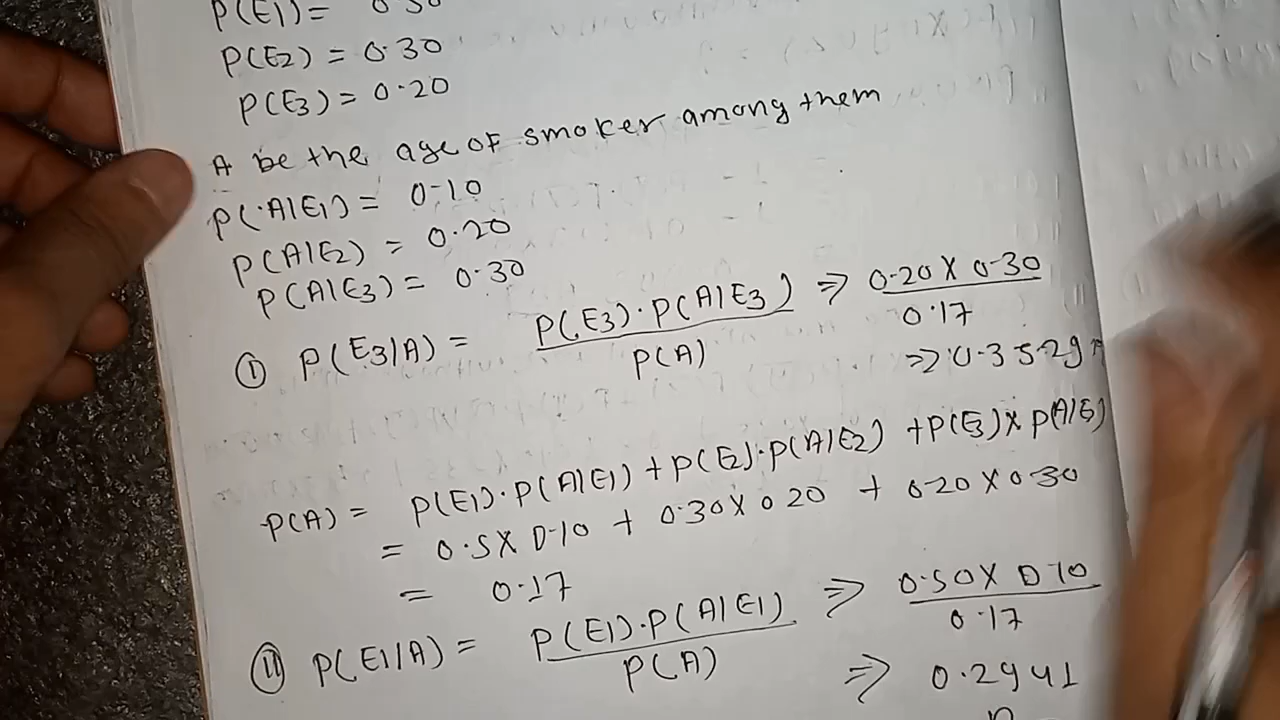 P(E1) = 0.50
P(E2) = 0.30
P(E3) = 0.20
A be the age of smoker among them
P(A|E1) = 0.10
P(A|E2) = 0.20
P(A|E3) = 0.30
(I) P(E3|A) = P(E3).P(A|E3) / P(A) ⇒ 0.20 X 0.30 / 0.17
⇒ 0.3529
P(A) = P(E1).P(A|E1) + P(E2).P(A|E2) + P(E3) X P(A|E3)
= 0.5 X 0.10 + 0.30 X 0.20 + 0.20 X 0.30
= 0.17
(II) P(E1|A) = P(E1).P(A|E1) / P(A) ⇒ 0.50 X 0.10 / 0.17
⇒ 0.2941